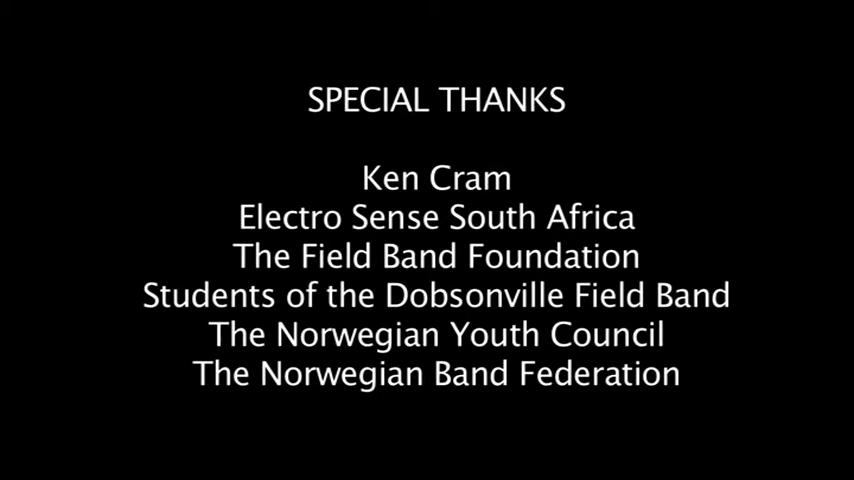 SPECIAL THANKS
Ken Cram
Electro Sense South Africa
The Field Band Foundation
Students of the Dobsonville Field Band
The Norwegian Youth Council
The Norwegian Band Federation